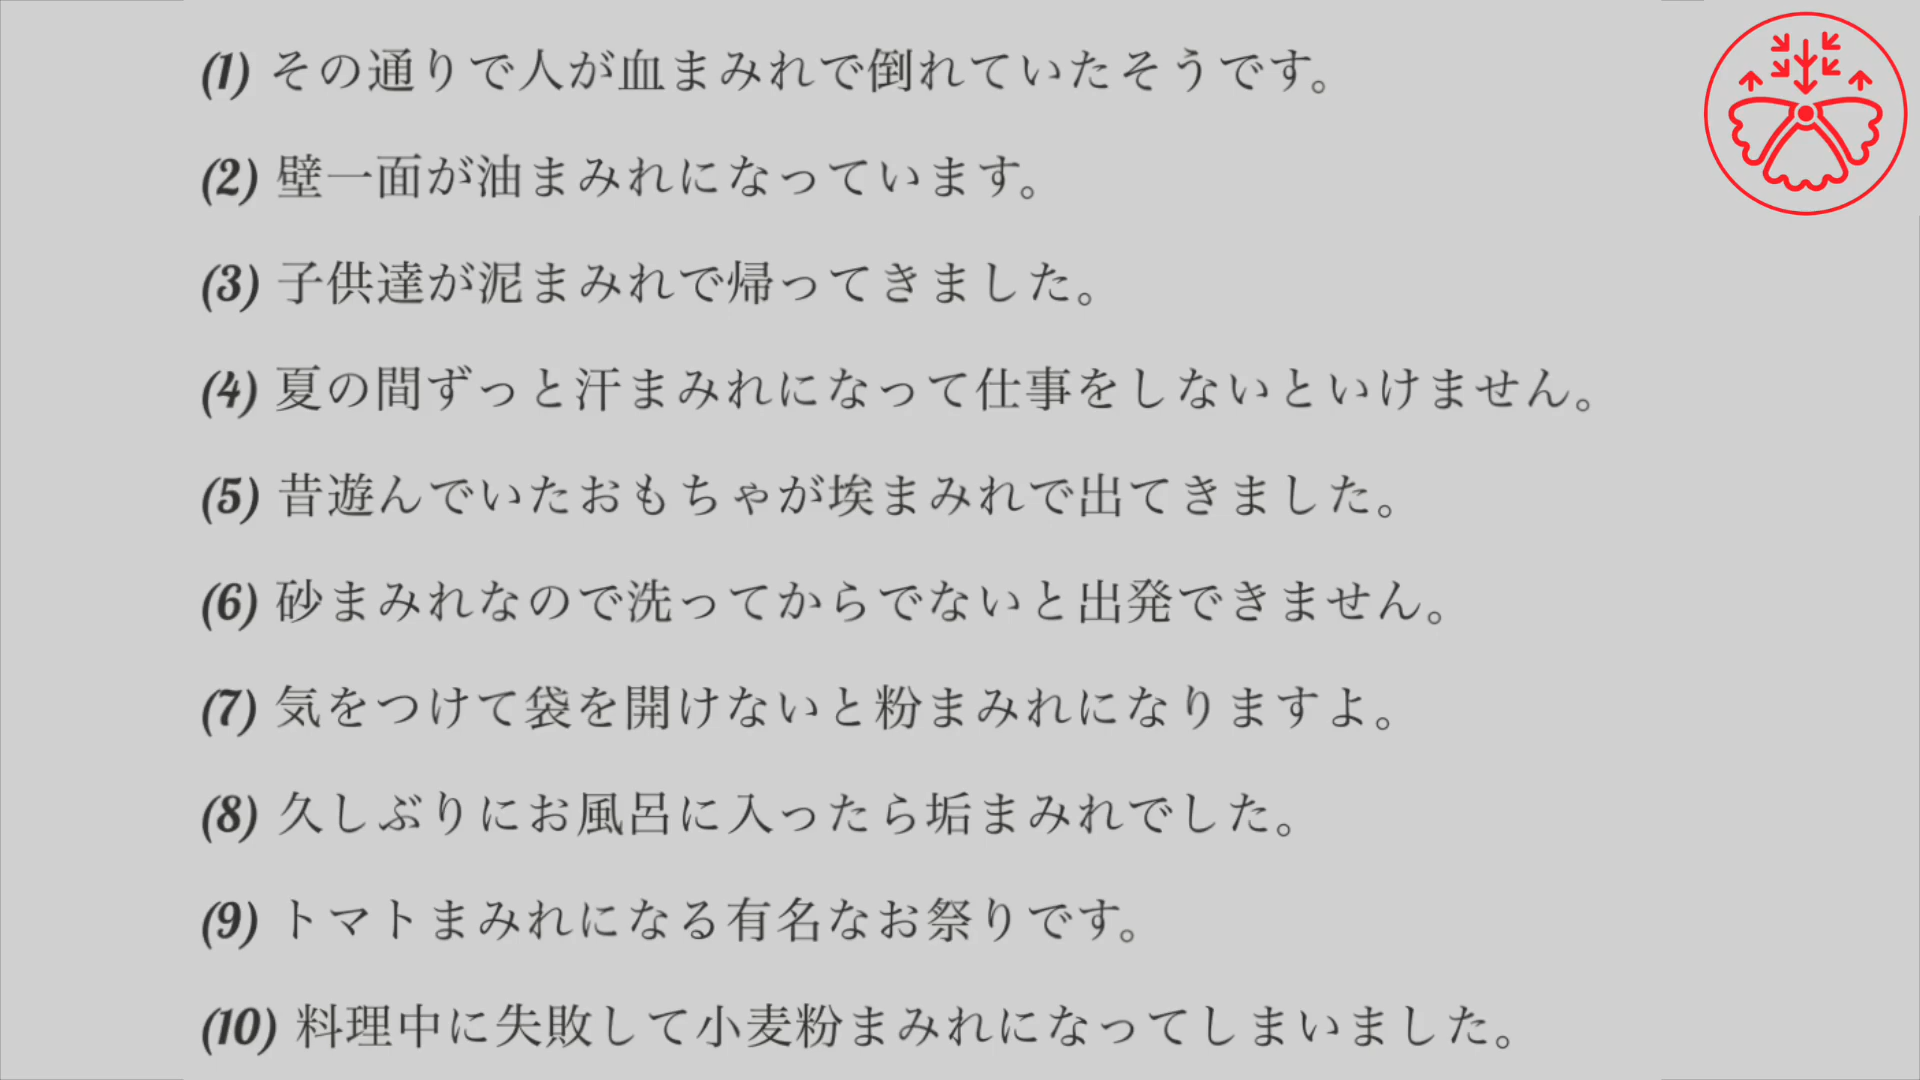 (1) その通りで人が血まみれで倒れていたそうです。
(2) 壁一面が油まみれになっています。
(3) 子供達が泥まみれで帰ってきました。
(4) 夏の間ずっと汗まみれになって仕事をしないといけません。
(5) 昔遊んでいたおもちゃが埃まみれで出てきました。
(6) 砂まみれなので洗ってからでないと出発できません。
(7) 気をつけて袋を開けないと粉まみれになりますよ。
(8) 久しぶりにお風呂に入ったら垢まみれでした。
(9) トマトまみれになる有名なお祭りです。
(10) 料理中に失敗して小麦粉まみれになってしまいました。